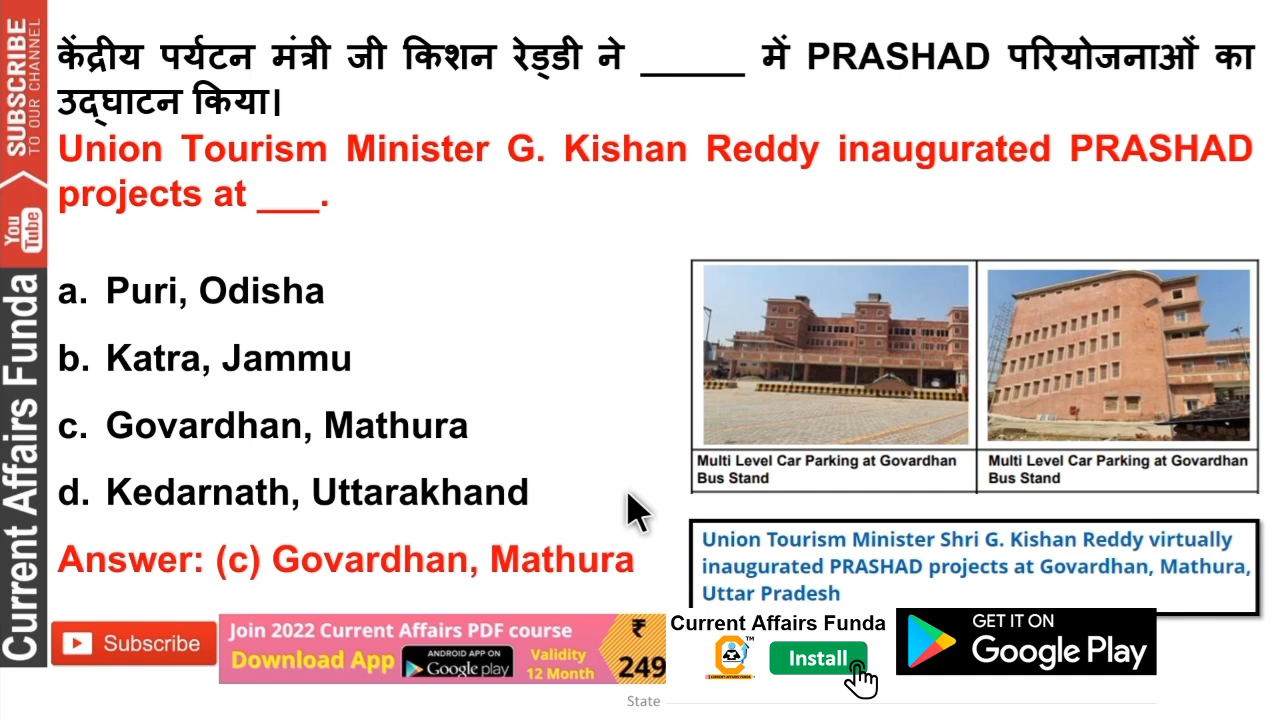 SUBSCRIBE
TO OUR CHANNEL
You
Tube
Current Affairs Funda
केंद्रीय पर्यटन मंत्री जी किशन रेड्डी ने _____ में PRASHAD परियोजनाओं का
उद्घाटन किया।
Union Tourism Minister G. Kishan Reddy inaugurated PRASHAD
projects at ___.
a. Puri, Odisha
b. Katra, Jammu
c. Govardhan, Mathura
d. Kedarnath, Uttarakhand
Answer: (c) Govardhan, Mathura
Multi Level Car Parking at Govardhan
Bus Stand
Multi Level Car Parking at Govardhan
Bus Stand
Union Tourism Minister Shri G. Kishan Reddy virtually
inaugurated PRASHAD projects at Govardhan, Mathura,
Uttar Pradesh
Subscribe
Join 2022 Current Affairs PDF course
Download App
ANDROID APP ON
Google play
Validity
12 Month
₹
249
Current Affairs Funda
TM
CURRENT AFFAIRS FUNDA
Install
GET IT ON
Google Play
State